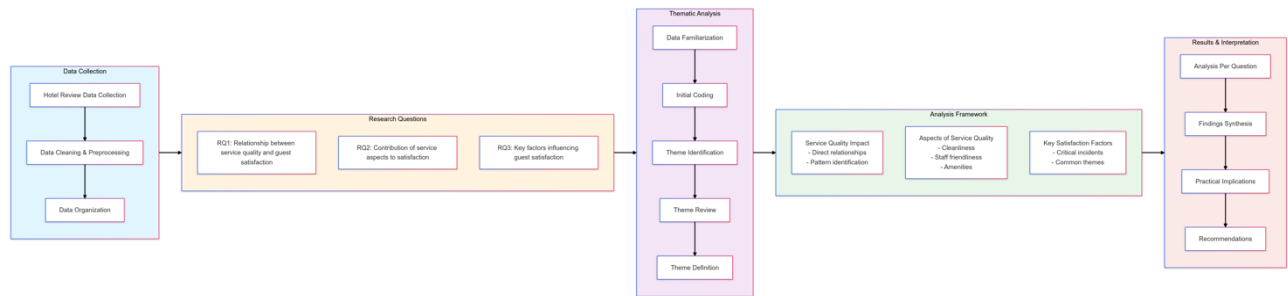 Data Collection
Hotel Review Data Collection
Data Cleaning & Preprocessing
Data Organization
Research Questions
RQ1: Relationship between
service quality and guest
satisfaction
RQ2: Contribution of service
aspects to satisfaction
RQ3: Key factors influencing
guest satisfaction
Thematic Analysis
Data Familiarization
Initial Coding
Theme Identification
Theme Review
Theme Definition
Analysis Framework
Service Quality Impact
- Direct relationships
- Pattern identification
Aspects of Service Quality
- Cleanliness
- Staff friendliness
- Amenities
Key Satisfaction Factors
- Critical incidents
- Common themes
Results & Interpretation
Analysis Per Question
Findings Synthesis
Practical Implications
Recommendations